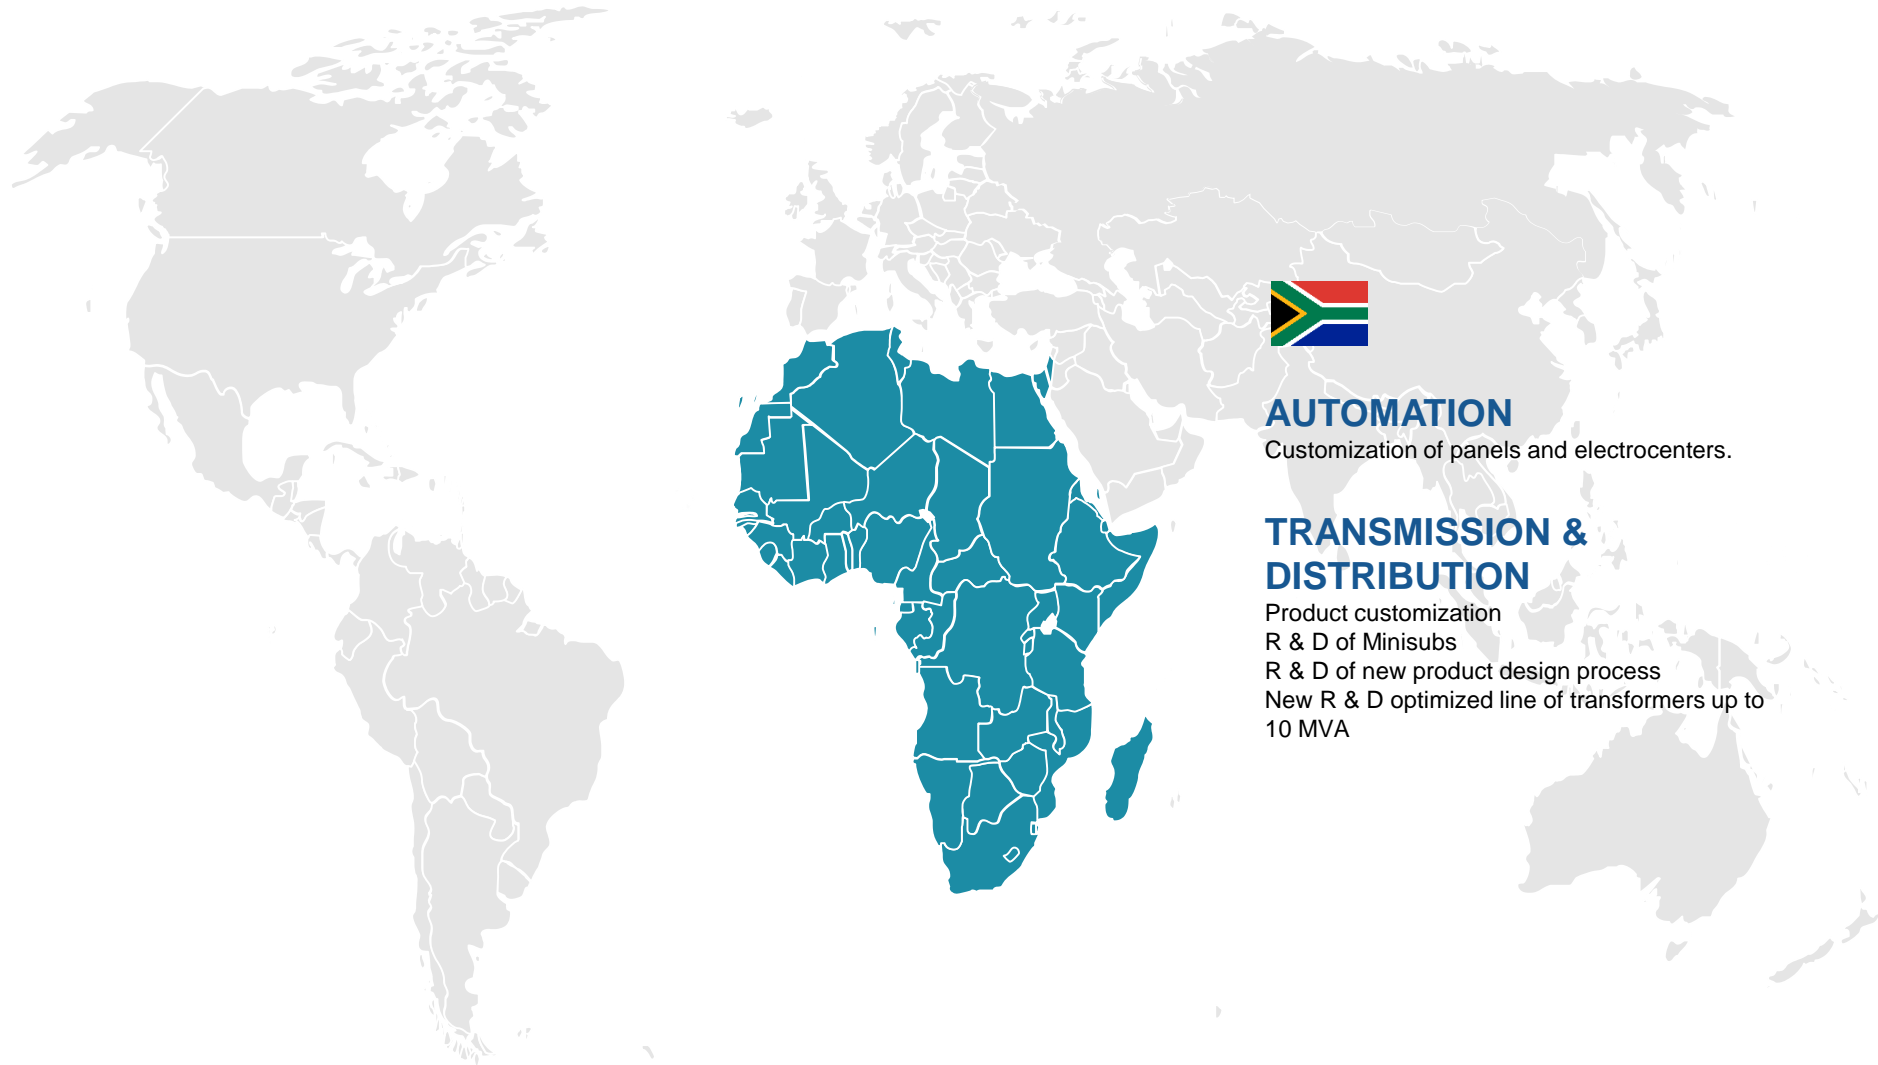 AUTOMATION
Customization of panels and electrocenters.
TRANSMISSION &
DISTRIBUTION
Product customization
R & D of Minisubs
R & D of new product design process
New R & D optimized line of transformers up to
10 MVA